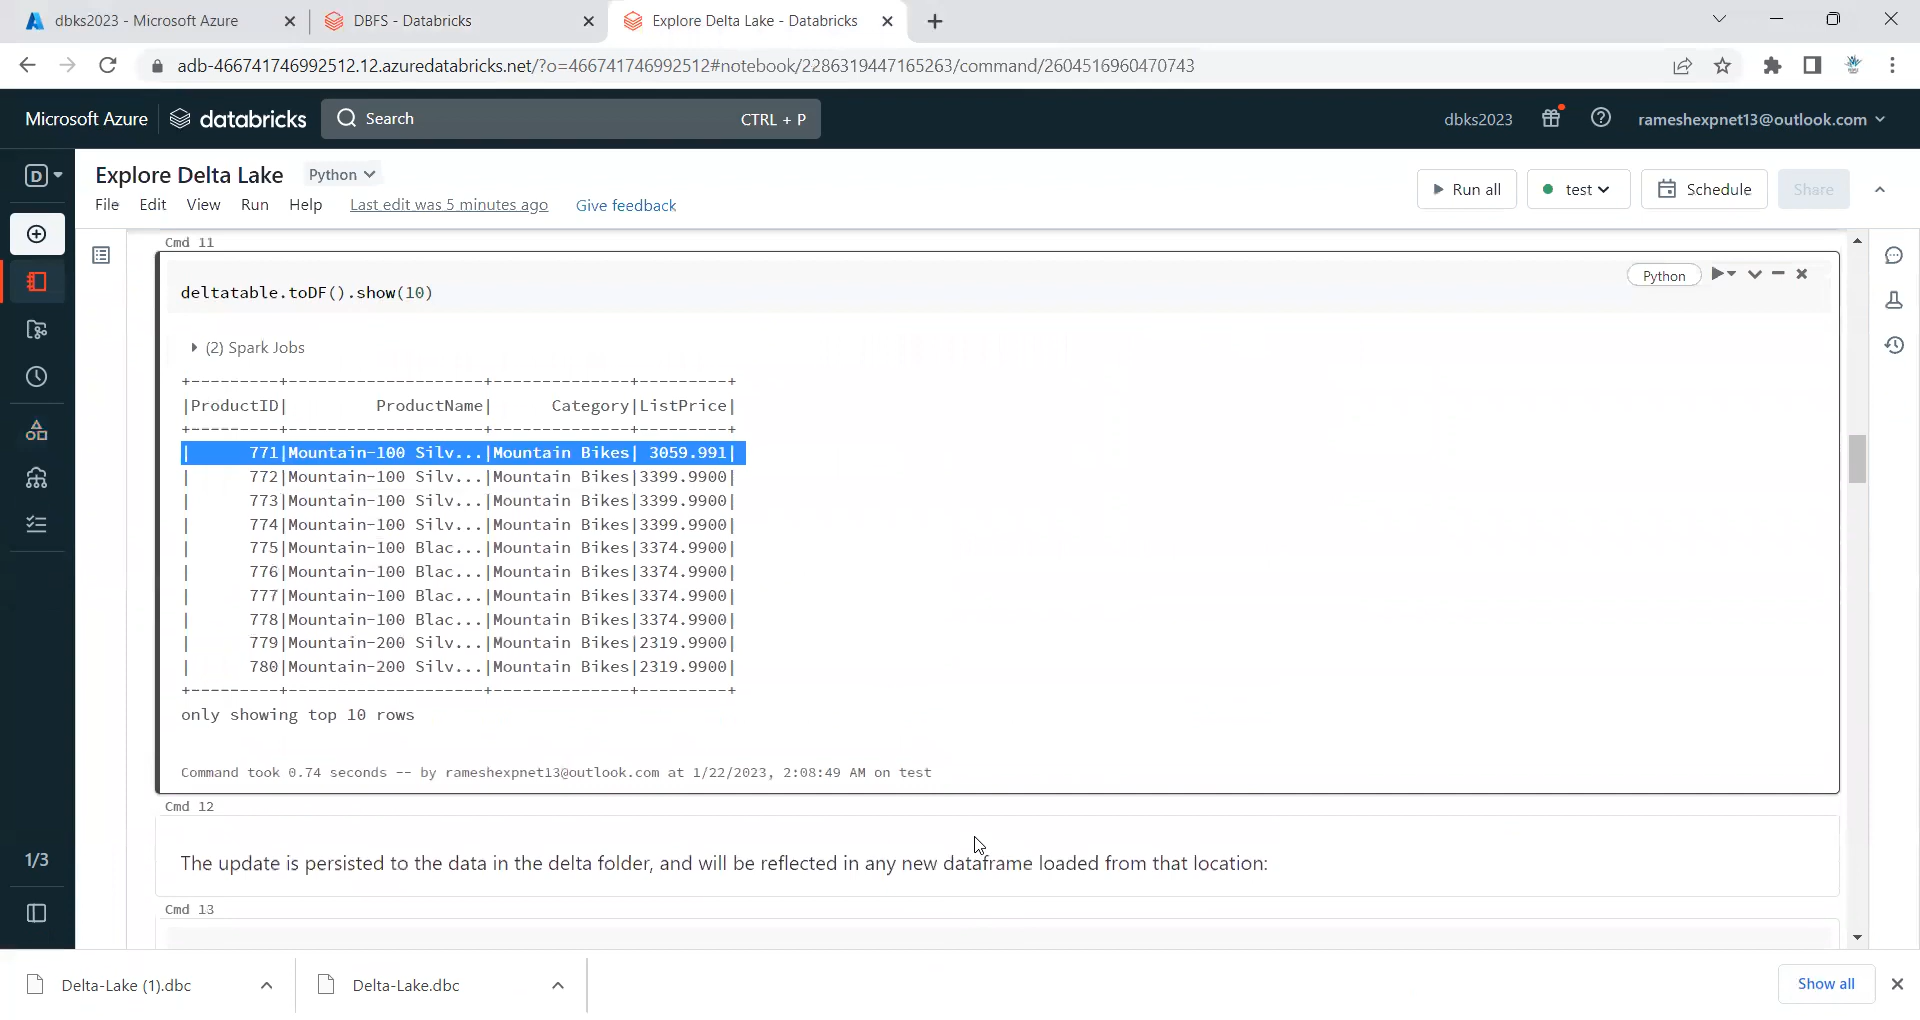 dbks2023 - Microsoft Azure
DBFS - Databricks
Explore Delta Lake - Databricks
adb-466741746992512.12.azuredatabricks.net/?o=466741746992512#notebook/2286319447165263/command/2604516960470743
Microsoft Azure
databricks
Search
CTRL + P
dbks2023
rameshexpnet13@outlook.com
D
Explore Delta Lake
Python
Run all
test
Schedule
Share
File Edit View Run Help
Last edit was 5 minutes ago
Give feedback
Cmd 11
Python
deltatable.toDF().show(10)
(2) Spark Jobs
+---------+--------------------+--------------+---------+
|ProductID|         ProductName|      Category|ListPrice|
+---------+--------------------+--------------+---------+
|      771|Mountain-100 Silv...|Mountain Bikes| 3059.991|
|      772|Mountain-100 Silv...|Mountain Bikes|3399.9900|
|      773|Mountain-100 Silv...|Mountain Bikes|3399.9900|
|      774|Mountain-100 Silv...|Mountain Bikes|3399.9900|
|      775|Mountain-100 Blac...|Mountain Bikes|3374.9900|
|      776|Mountain-100 Blac...|Mountain Bikes|3374.9900|
|      777|Mountain-100 Blac...|Mountain Bikes|3374.9900|
|      778|Mountain-100 Blac...|Mountain Bikes|3374.9900|
|      779|Mountain-200 Silv...|Mountain Bikes|2319.9900|
|      780|Mountain-200 Silv...|Mountain Bikes|2319.9900|
+---------+--------------------+--------------+---------+
only showing top 10 rows
Command took 0.74 seconds -- by rameshexpnet13@outlook.com at 1/22/2023, 2:08:49 AM on test
Cmd 12
The update is persisted to the data in the delta folder, and will be reflected in any new dataframe loaded from that location:
1/3
Cmd 13
Delta-Lake (1).dbc
Delta-Lake.dbc
Show all